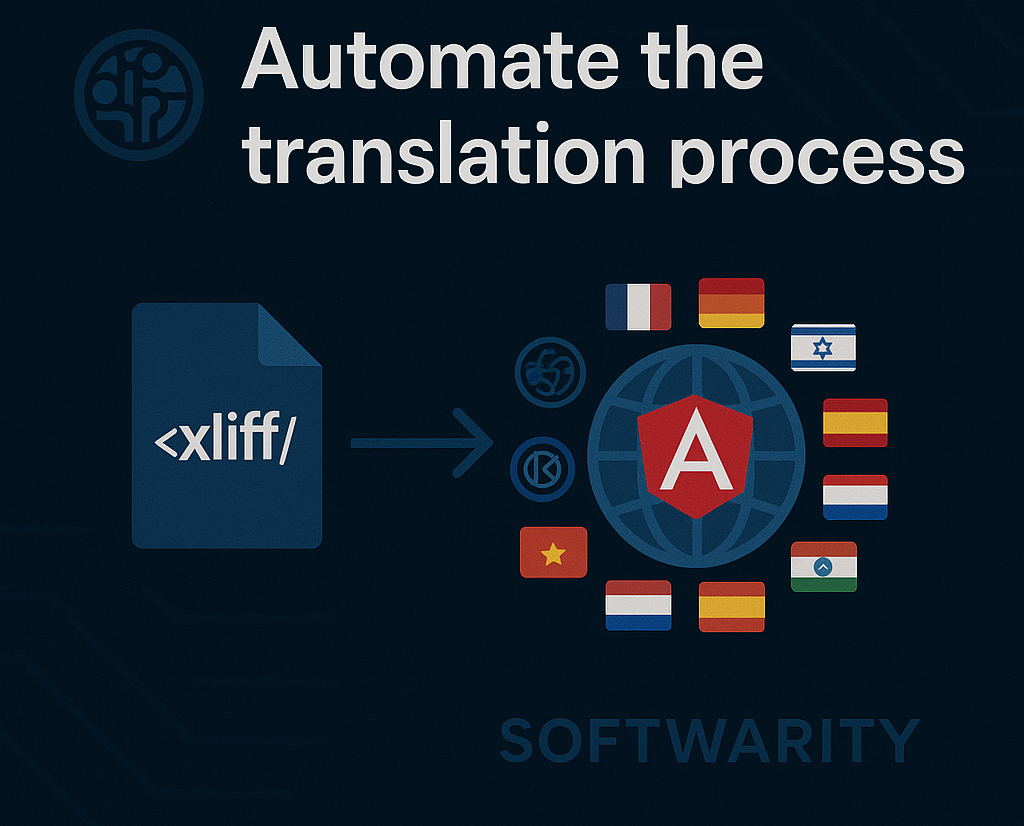 Automate the
translation process
<xliff/
A
SOFTWARITY